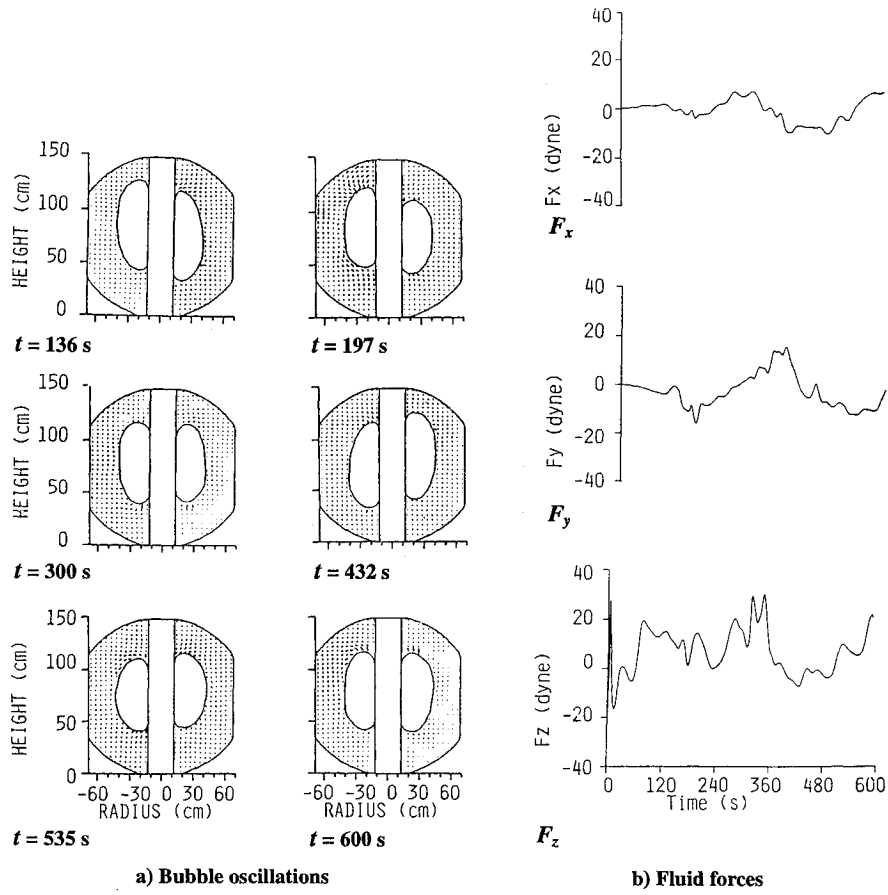 HEIGHT (cm)
150
100
50
0
t = 136 s
t = 197 s
HEIGHT (cm)
150
100
50
0
t = 300 s
t = 432 s
HEIGHT (cm)
150
100
50
0
-60 -30 0 30 60
RADIUS (cm)
-60 -30 0 30 60
RADIUS (cm)
t = 535 s
t = 600 s
a) Bubble oscillations
40
20
0
-20
-40
Fx (dyne)
Fx
40
20
0
-20
-40
Fy (dyne)
Fy
40
20
0
-20
-40
Fz (dyne)
0 120 240 360 480 600
Time (s)
Fz
b) Fluid forces